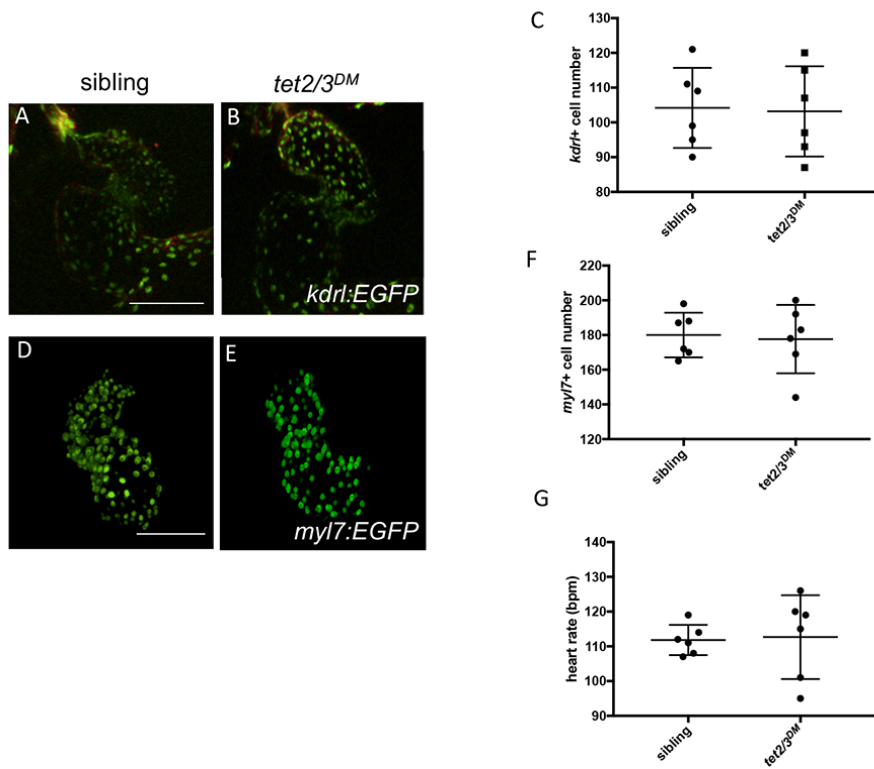 sibling
tet2/3DM
A
B
kdrl:EGFP
D
E
myl7:EGFP
C
130
120
110
100
90
80
kdrl+ cell number
sibling
tet2/3DM
F
220
200
180
160
140
120
myl7+ cell number
sibling
tet2/3DM
G
140
130
120
110
100
90
heart rate (bpm)
sibling
tet2/3DM